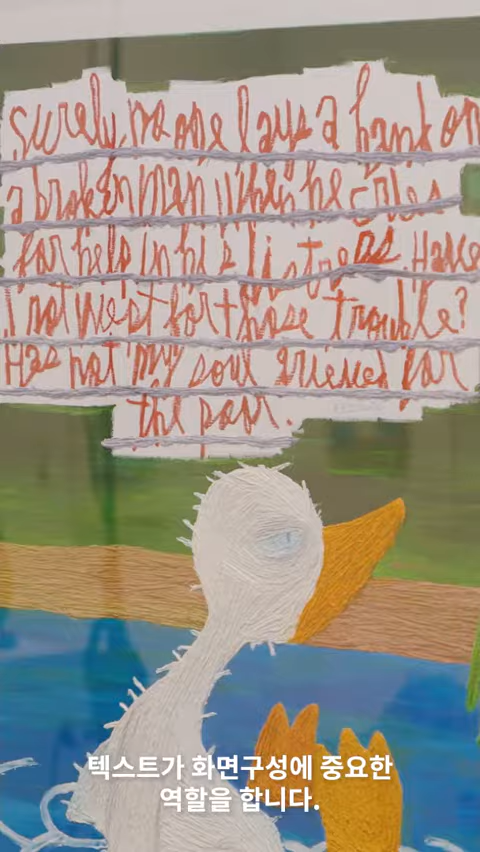 Surely no one lays a hand on
a broken man when he cries
for help in his distress. Have
I not west for those trouble?
Has not my soul grieved for
the poor.
텍스트가 화면구성에 중요한
역할을 합니다.